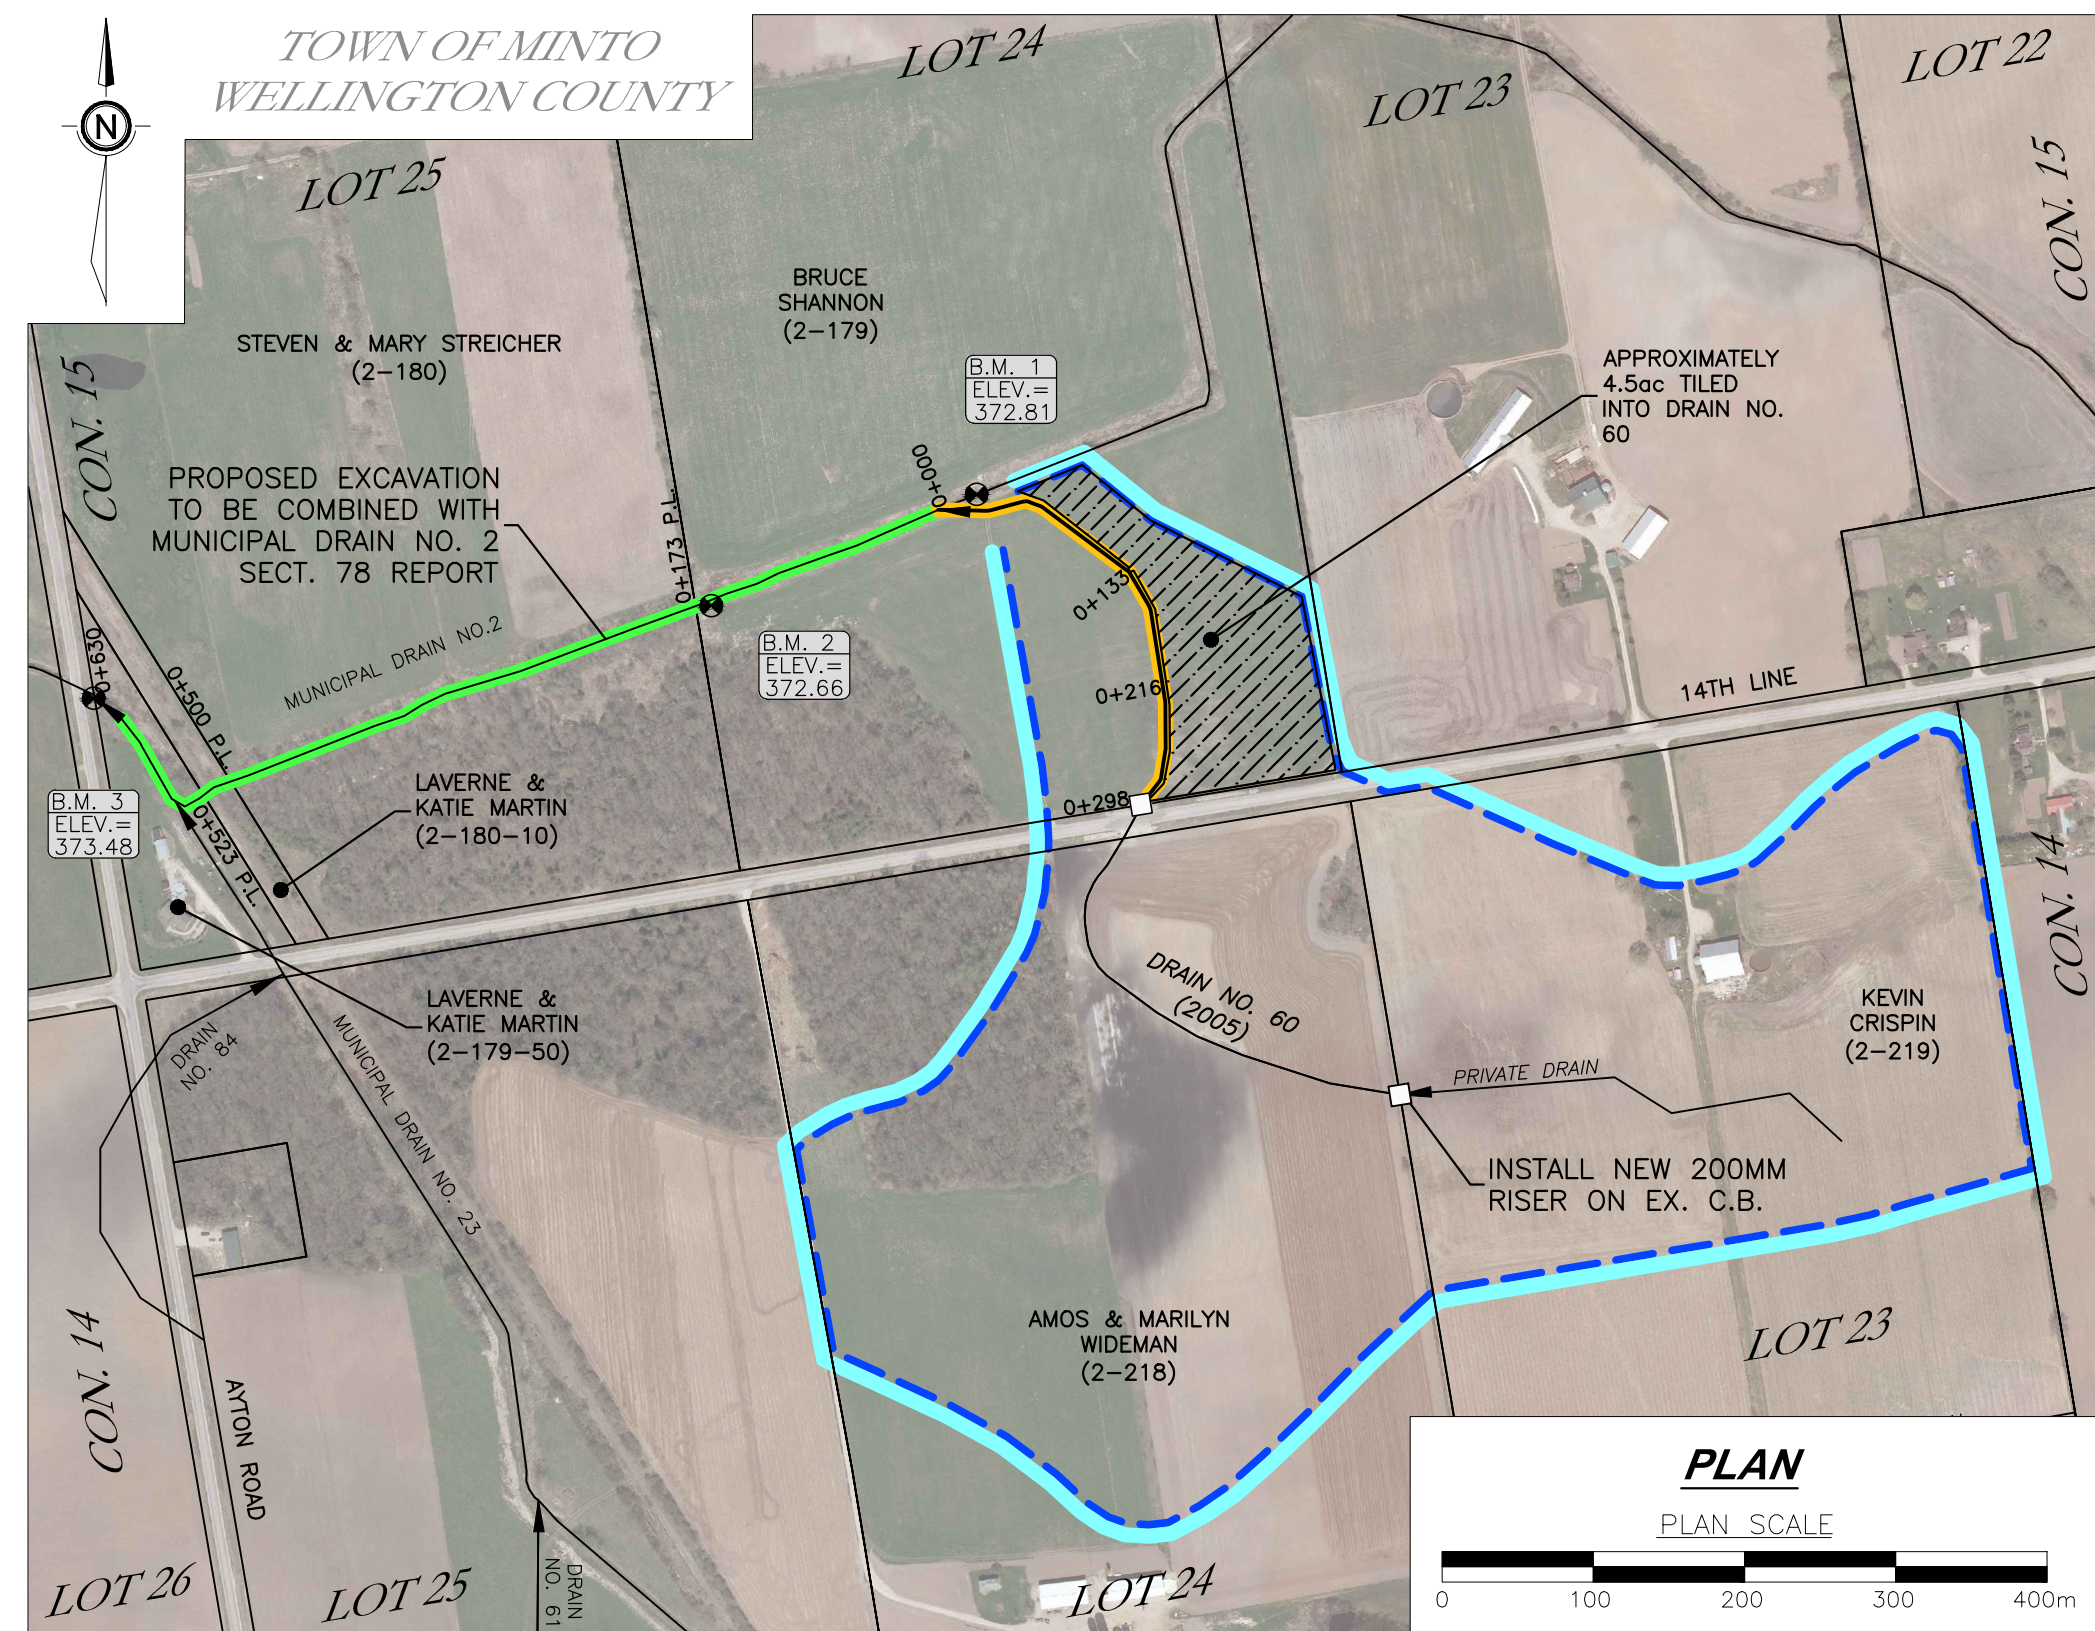 TOWN OF MINTO
WELLINGTON COUNTY
N
LOT 24
LOT 23
LOT 22
LOT 25
CON. 15
CON. 15
BRUCE
SHANNON
(2-179)
STEVEN & MARY STREICHER
(2-180)
B.M. 1
ELEV.=
372.81
APPROXIMATELY
4.5ac TILED
INTO DRAIN NO.
60
PROPOSED EXCAVATION
TO BE COMBINED WITH
MUNICIPAL DRAIN NO. 2
SECT. 78 REPORT
0+000
0+173 P.L.
0+133
0+216
0+298
MUNICIPAL DRAIN NO.2
B.M. 2
ELEV.=
372.66
0+630
0+500 P.L.
0+523 P.L.
14TH LINE
B.M. 3
ELEV.=
373.48
LAVERNE &
KATIE MARTIN
(2-180-10)
LAVERNE &
KATIE MARTIN
(2-179-50)
CON. 14
DRAIN NO. 60
(2005)
KEVIN
CRISPIN
(2-219)
DRAIN
NO. 84
MUNICIPAL DRAIN NO. 23
PRIVATE DRAIN
INSTALL NEW 200MM
RISER ON EX. C.B.
AMOS & MARILYN
WIDEMAN
(2-218)
LOT 23
CON. 14
AYTON ROAD
DRAIN
NO. 61
LOT 26
LOT 25
LOT 24
PLAN
PLAN SCALE
0 100 200 300 400m